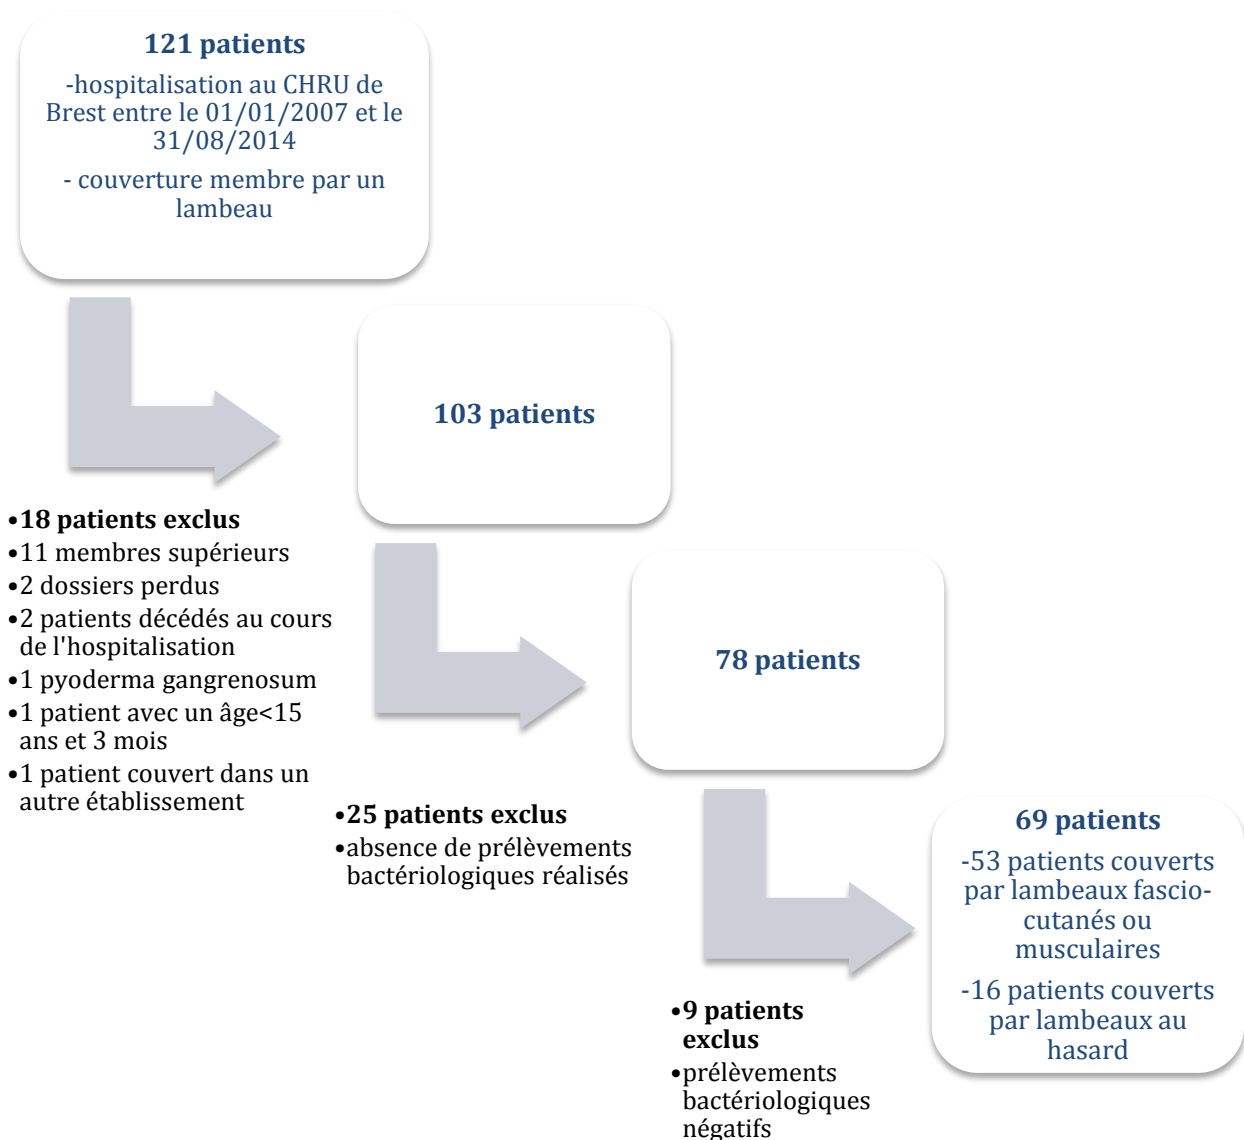 121 patients
-hospitalisation au CHRU de
Brest entre le 01/01/2007 et le
31/08/2014
- couverture membre par un
lambeau
103 patients
•18 patients exclus
•11 membres supérieurs
•2 dossiers perdus
•2 patients décédés au cours
de l'hospitalisation
•1 pyoderma gangrenosum
•1 patient avec un âge<15
ans et 3 mois
•1 patient couvert dans un
autre établissement
78 patients
•25 patients exclus
•absence de prélèvements
bactériologiques réalisés
69 patients
-53 patients couverts
par lambeaux fascio-
cutanés ou
musculaires
-16 patients couverts
par lambeaux au
hasard
•9 patients
exclus
•prélèvements
bactériologiques
négatifs